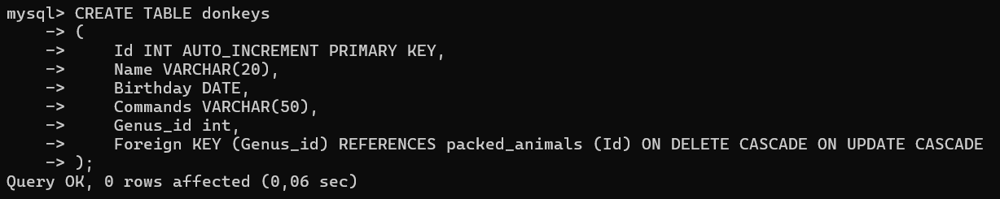 mysql> CREATE TABLE donkeys
    -> (
    ->     Id INT AUTO_INCREMENT PRIMARY KEY,
    ->     Name VARCHAR(20),
    ->     Birthday DATE,
    ->     Commands VARCHAR(50),
    ->     Genus_id int,
    ->     Foreign KEY (Genus_id) REFERENCES packed_animals (Id) ON DELETE CASCADE ON UPDATE CASCADE
    -> );
Query OK, 0 rows affected (0,06 sec)